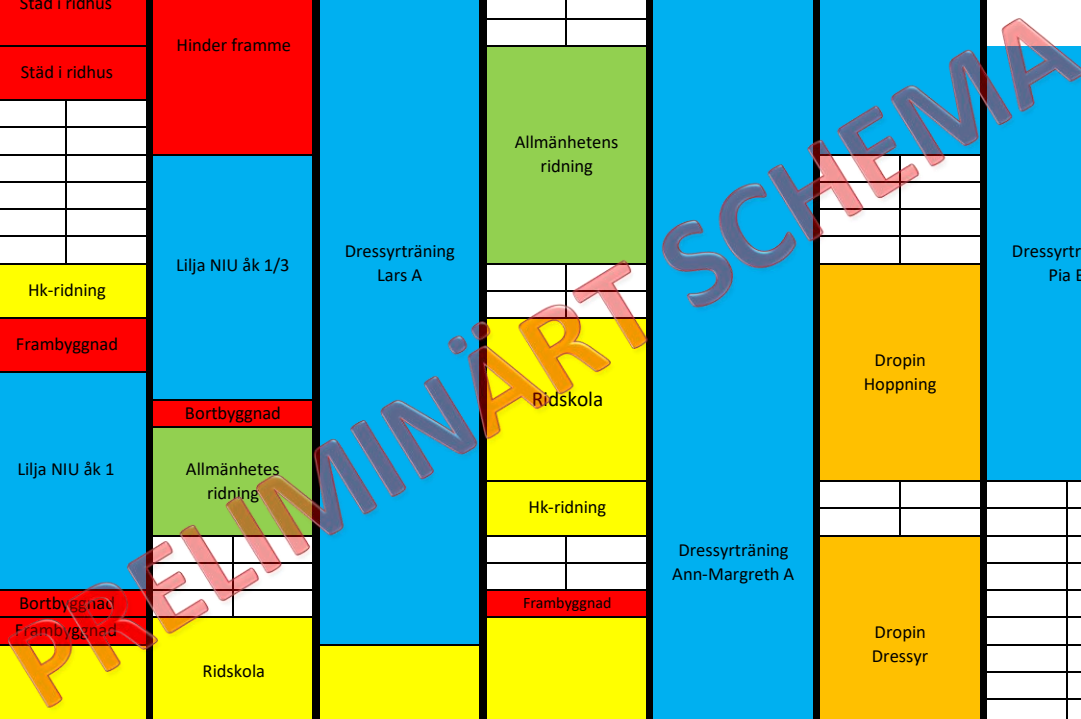 Städ i ridhus
Städ i ridhus
Hk-ridning
Frambyggnad
Lilja NIU åk 1
Bortbyggnad
Frambyggnad
Hinder framme
Lilja NIU åk 1/3
Bortbyggnad
Allmänhetes
ridning
Ridskola
Dressyrträning
Lars A
Allmänhetens
ridning
Ridskola
Hk-ridning
Frambyggnad
Dressyrträning
Ann-Margreth A
Dropin
Hoppning
Dropin
Dressyr
Dressyrtr
Pia
PRELIMINÄRT SCHEMA